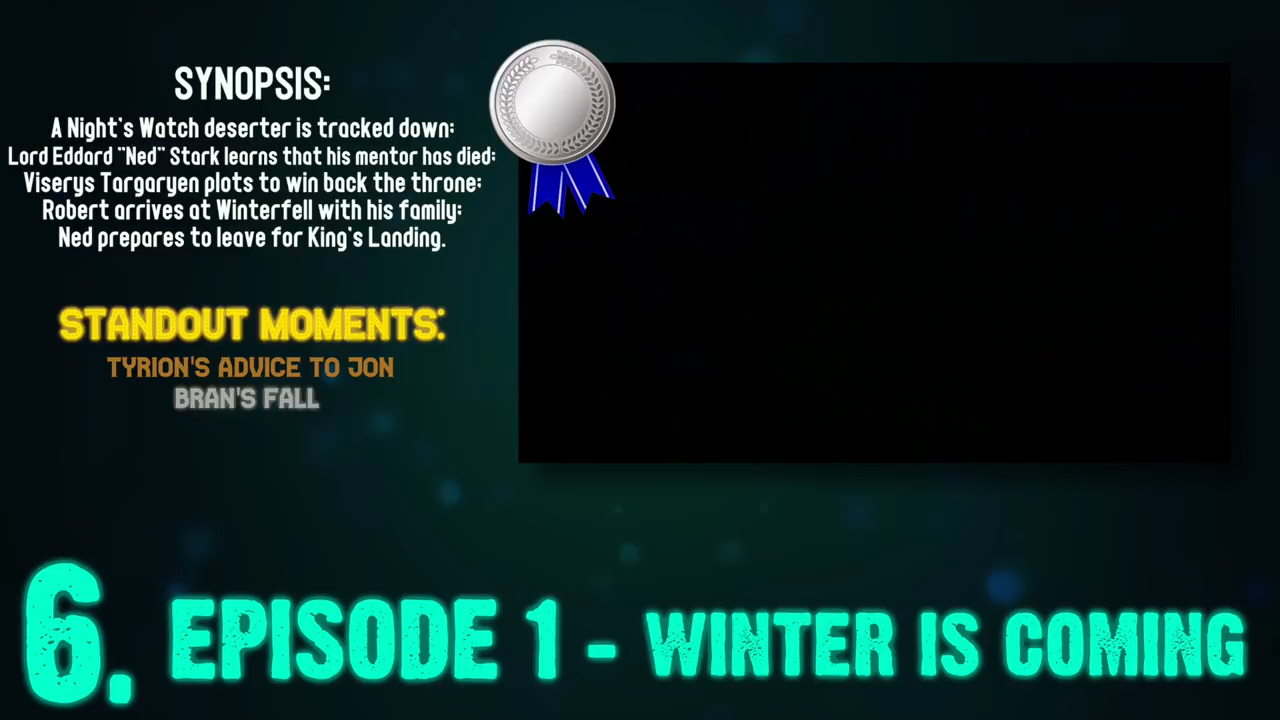 SYNOPSIS:
A Night's Watch deserter is tracked down;
Lord Eddard "Ned" Stark learns that his mentor has died;
Viserys Targaryen plots to win back the throne;
Robert arrives at Winterfell with his family;
Ned prepares to leave for King's Landing.
STANDOUT MOMENTS:
TYRION'S ADVICE TO JON
BRAN'S FALL
6. EPISODE 1 - WINTER IS COMING